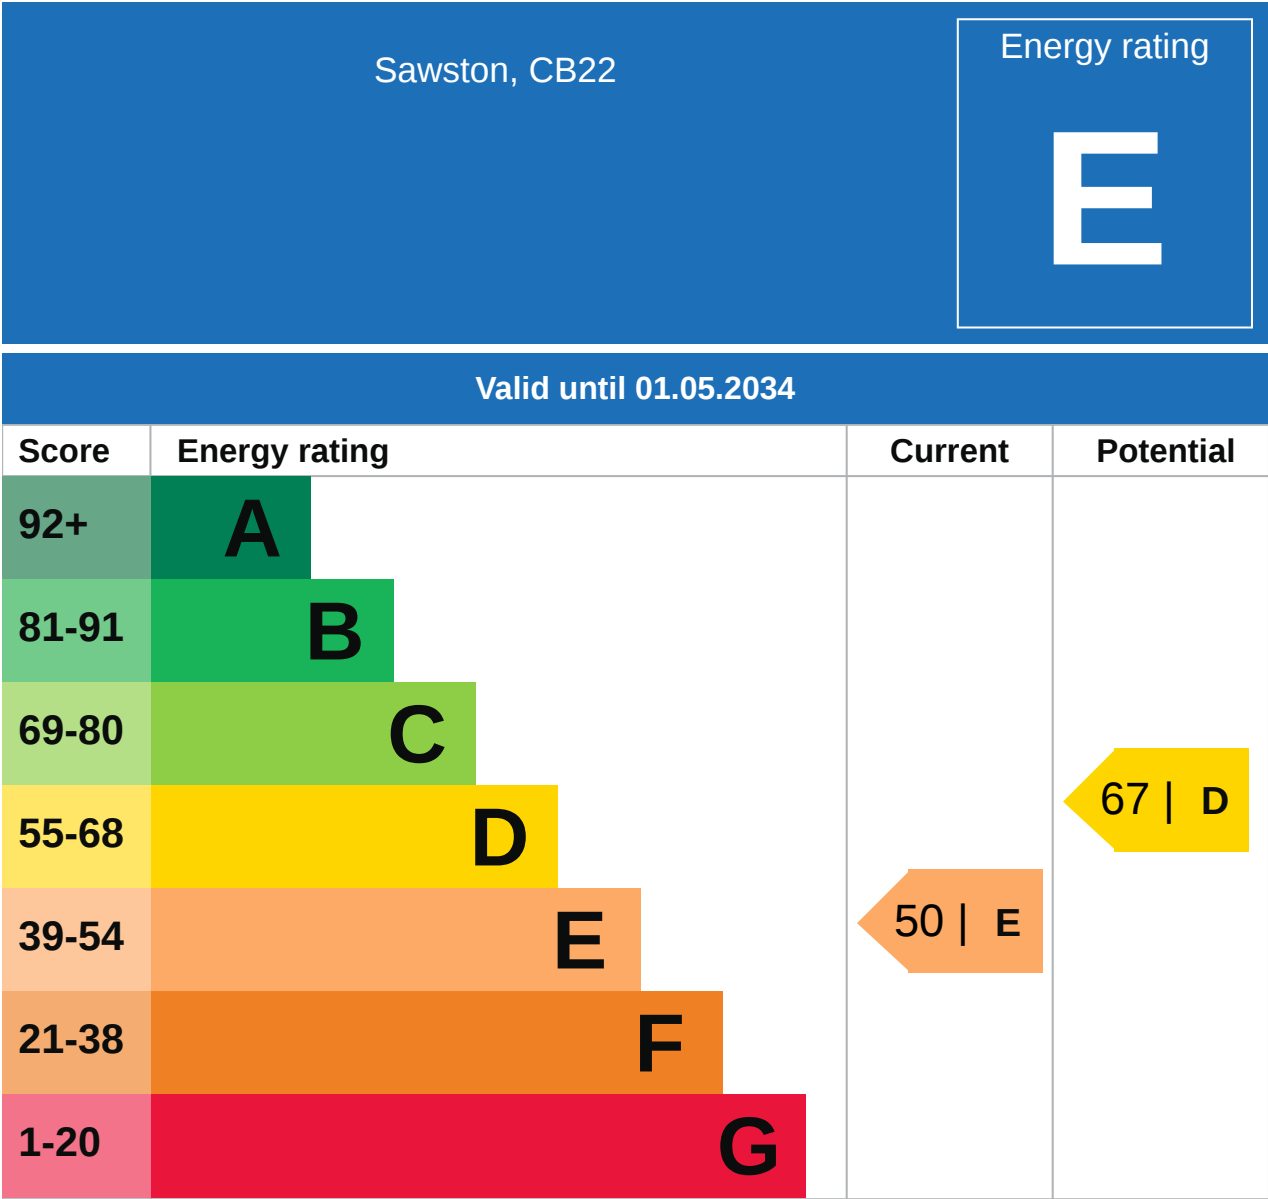 Sawston, CB22
Energy rating
E
Valid until 01.05.2034
Score Energy rating Current Potential
92+ A
81-91 B
69-80 C
67 | D
55-68 D
39-54 E
50 | E
21-38 F
1-20 G